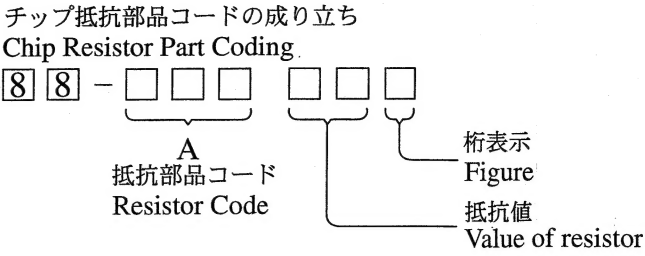 チップ抵抗部品コードの成り立ち
Chip Resistor Part Coding
88-□□□ □□□
A
抵抗部品コード
Resistor Code
桁表示
Figure
抵抗値
Value of resistor